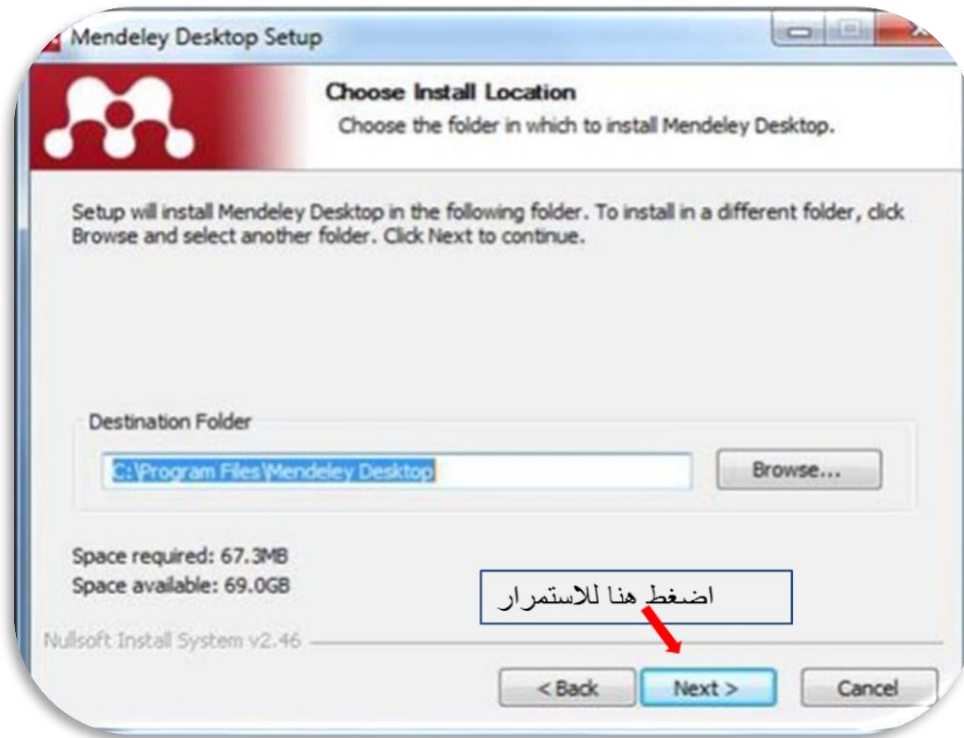 Mendeley Desktop Setup
Choose Install Location
Choose the folder in which to install Mendeley Desktop.
Setup will install Mendeley Desktop in the following folder. To install in a different folder, click
Browse and select another folder. Click Next to continue.
Destination Folder
C:\Program Files\Mendeley Desktop
Browse...
Space required: 67.3MB
Space available: 69.0GB
اضغط هنا للاستمرار
Nullsoft Install System v2.46
< Back
Next >
Cancel